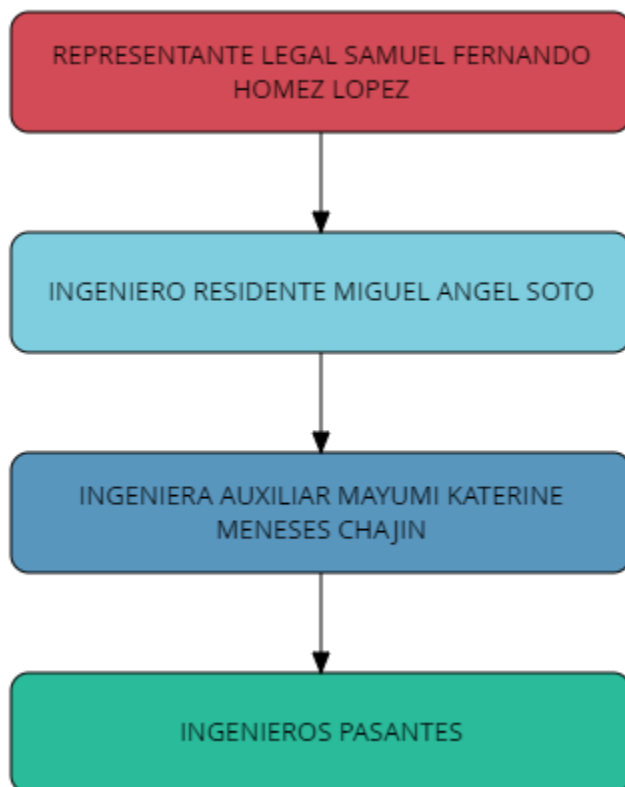 REPRESENTANTE LEGAL SAMUEL FERNANDO
HOMEZ LOPEZ
INGENIERO RESIDENTE MIGUEL ANGEL SOTO
INGENIERA AUXILIAR MAYUMI KATERINE
MENESES CHAJIN
INGENIEROS PASANTES